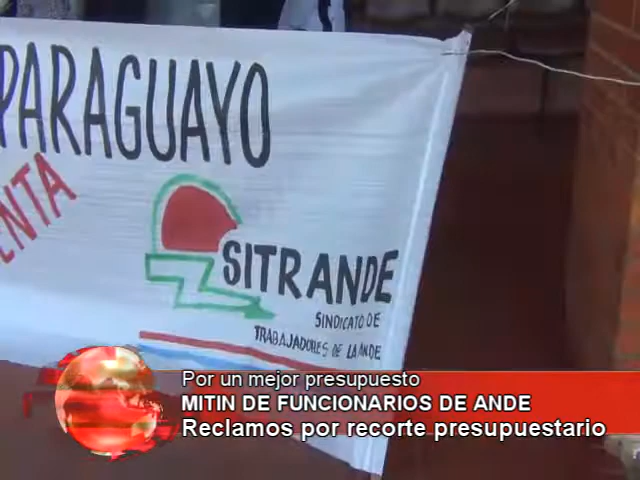 PARAGUAYO
ENTA
SITRANDE
SINDICATO DE
TRABAJADORES DE LA ANDE
Por un mejor presupuesto
MITIN DE FUNCIONARIOS DE ANDE
Reclamos por recorte presupuestario